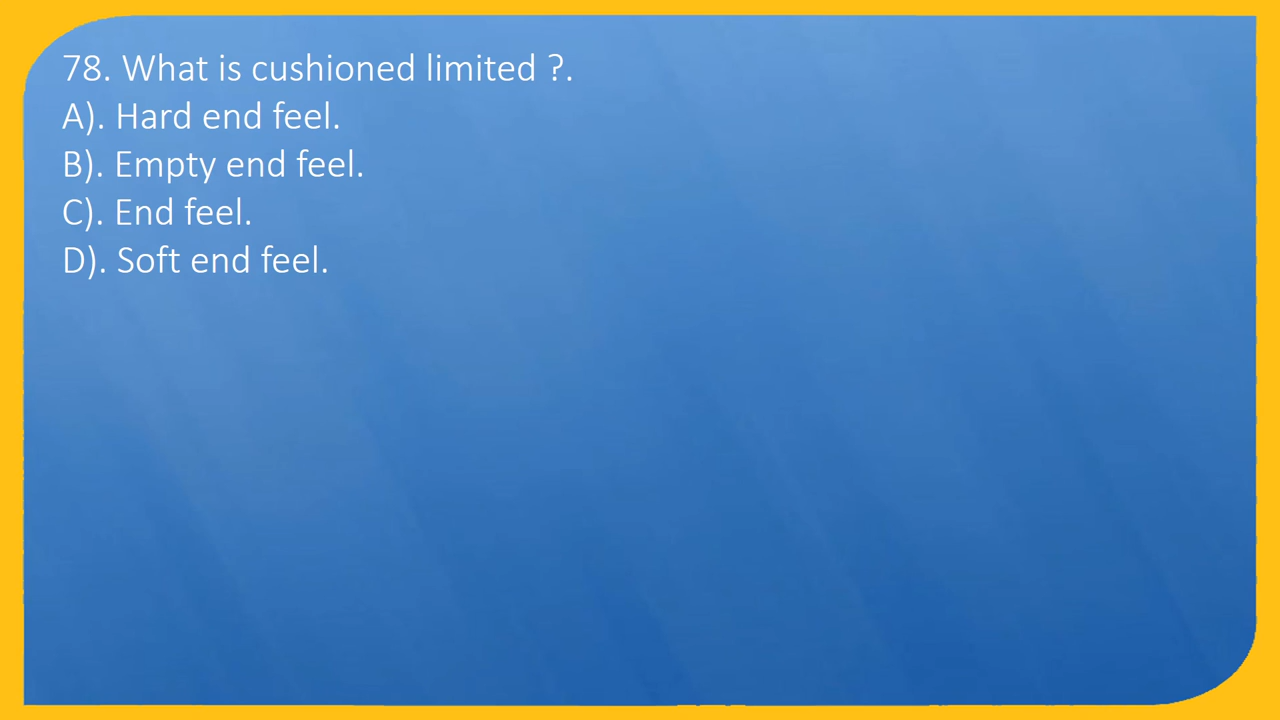 78. What is cushioned limited ?.
A). Hard end feel.
B). Empty end feel.
C). End feel.
D). Soft end feel.